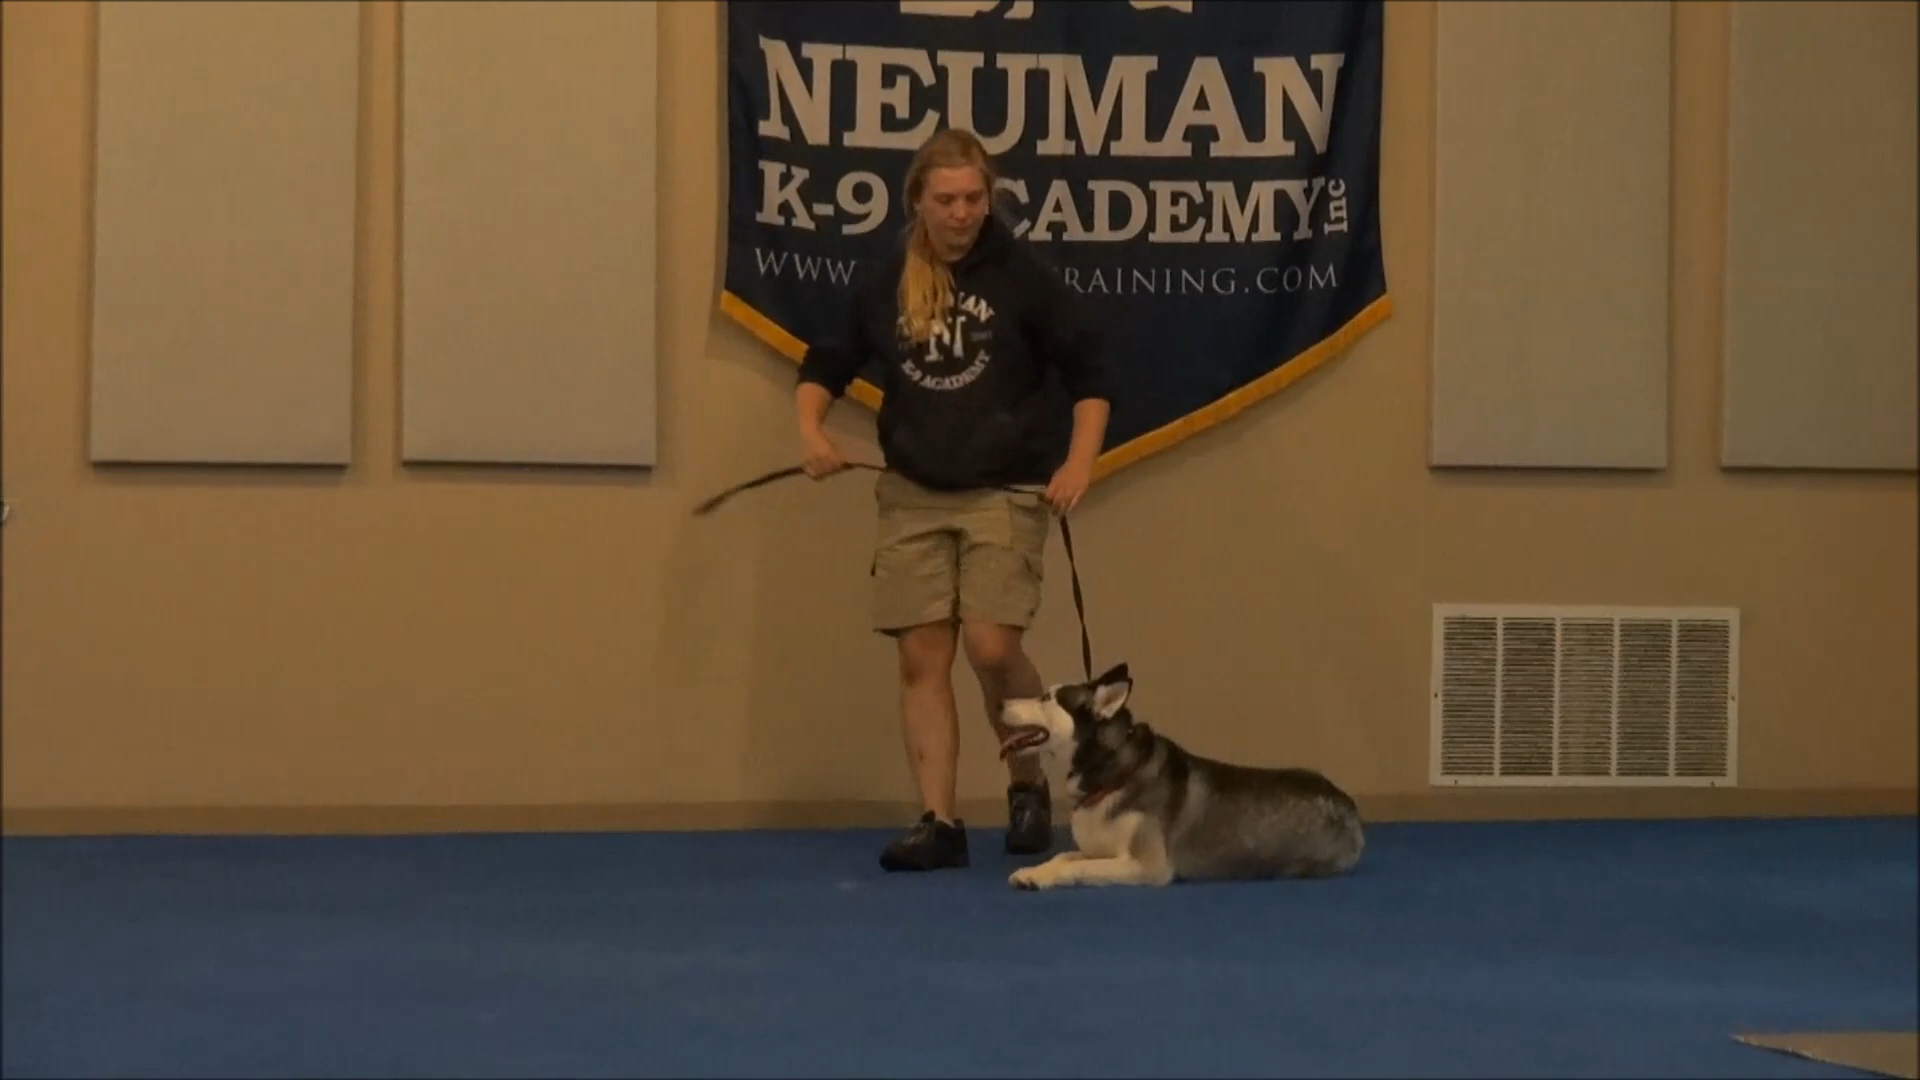 NEUMAN
K-9 ACADEMY Inc
WWW RAINING.COM
MAN
N
K-9 ACADEMY